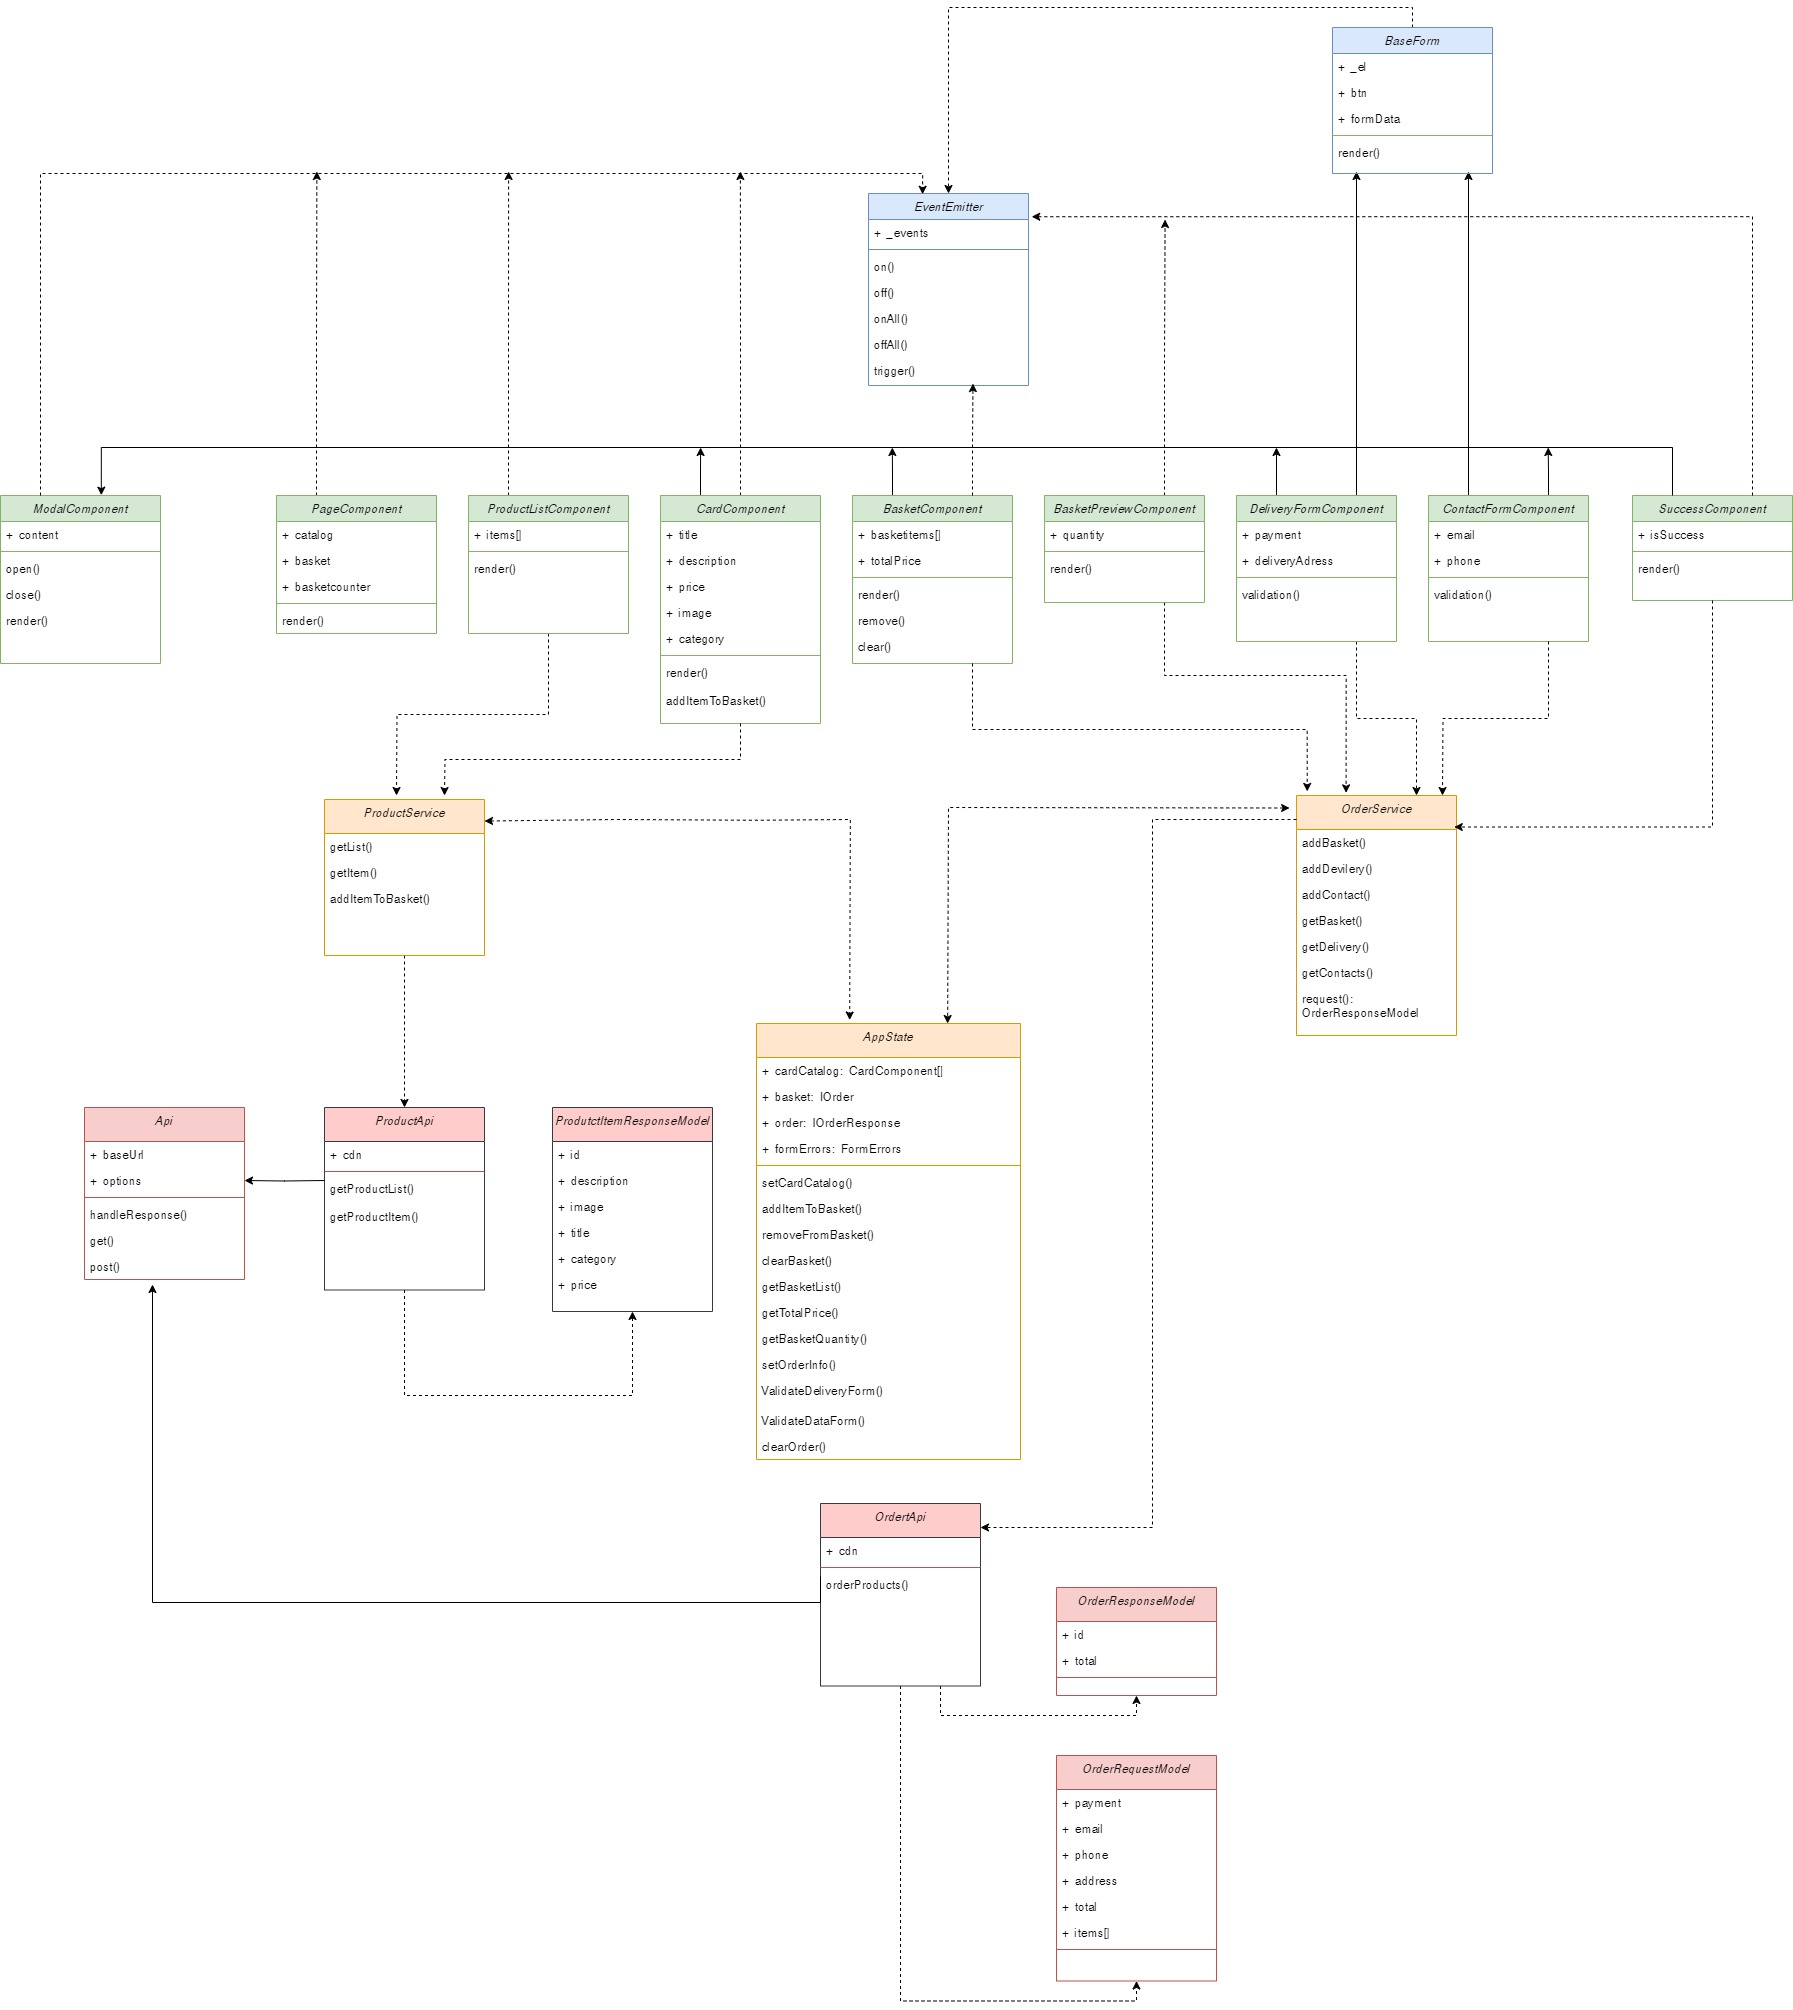 BaseForm
+ _el
+ btn
+ formData
render()
EventEmitter
+ _events
on()
off()
onAll()
offAll()
trigger()
ModalComponent
+ content
open()
close()
render()
PageComponent
+ catalog
+ basket
+ basketcounter
render()
ProductListComponent
+ items[]
render()
CardComponent
+ title
+ description
+ price
+ image
+ category
render()
addItemToBasket()
BasketComponent
+ basketitems[]
+ totalPrice
render()
remove()
clear()
BasketPreviewComponent
+ quantity
render()
DeliveryFormComponent
+ payment
+ deliveryAdress
validation()
ContactFormComponent
+ email
+ phone
validation()
SuccessComponent
+ isSuccess
render()
ProductService
getList()
getItem()
addItemToBasket()
OrderService
addBasket()
addDevilery()
addContact()
getBasket()
getDelivery()
getContacts()
request():
OrderResponseModel
AppState
+ cardCatalog: CardComponent[]
+ basket: IOrder
+ order: IOrderResponse
+ formErrors: FormErrors
setCardCatalog()
addItemToBasket()
removeFromBasket()
clearBasket()
getBasketList()
getTotalPrice()
getBasketQuantity()
setOrderInfo()
ValidateDeliveryForm()
ValidateDataForm()
clearOrder()
Api
+ baseUrl
+ options
handleResponse()
get()
post()
ProductApi
+ cdn
getProductList()
getProductItem()
ProdutctItemResponseModel
+ id
+ description
+ image
+ title
+ category
+ price
OrdertApi
+ cdn
orderProducts()
OrderResponseModel
+ id
+ total
OrderRequestModel
+ payment
+ email
+ phone
+ address
+ total
+ items[]